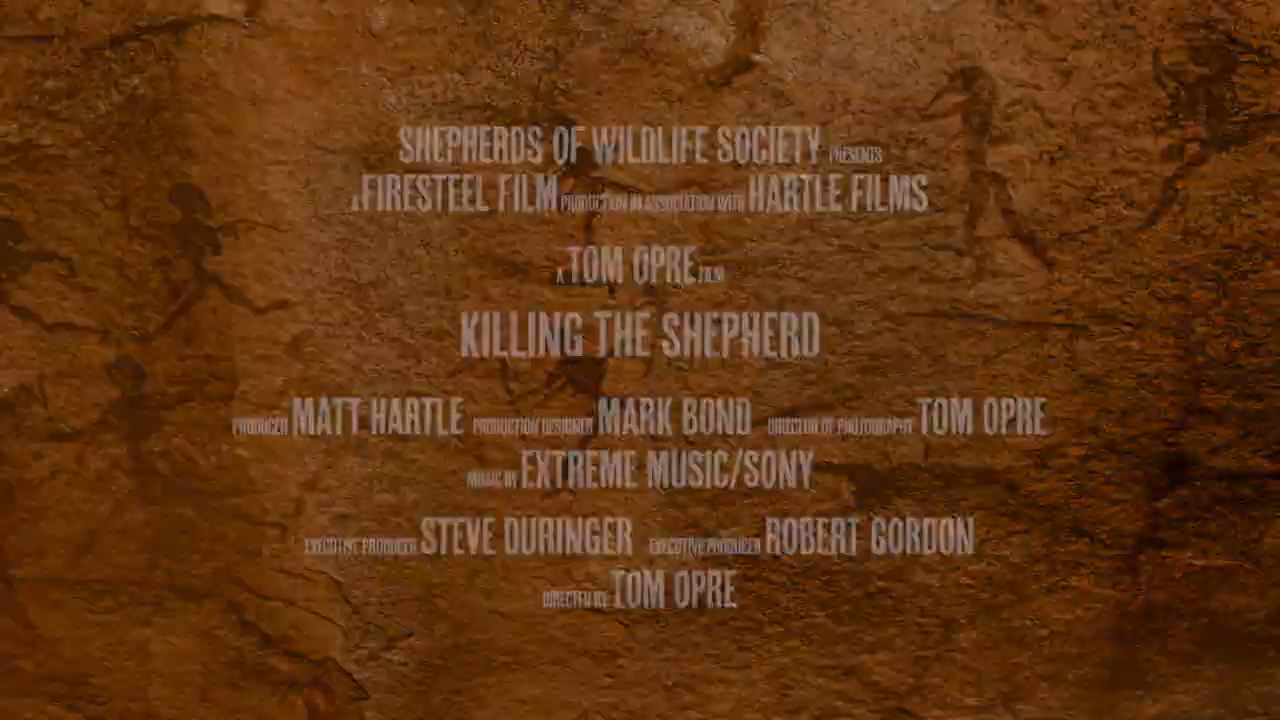 SHEPHERDS OF WILDLIFE SOCIETY PRESENTS
A FIRESTEEL FILM PRODUCTION IN ASSOCIATION WITH HARTLE FILMS
A TOM OPRE FILM
KILLING THE SHEPHERD
PRODUCER MATT HARTLE PRODUCTION DESIGNER MARK BOND DIRECTOR OF PHOTOGRAPHY TOM OPRE
MUSIC BY EXTREME MUSIC/SONY
EXECUTIVE PRODUCER STEVE DURINGER EXECUTIVE PRODUCER ROBERT GORDON
DIRECTED BY TOM OPRE